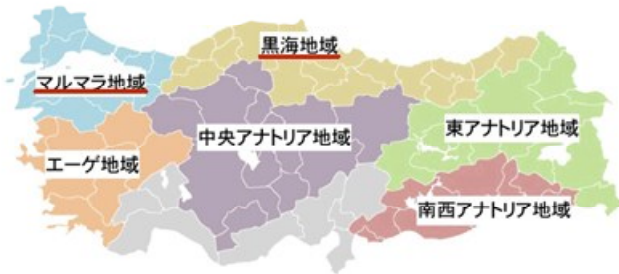 黒海地域
マルマラ地域
中央アナトリア地域
東アナトリア地域
エーゲ地域
南西アナトリア地域